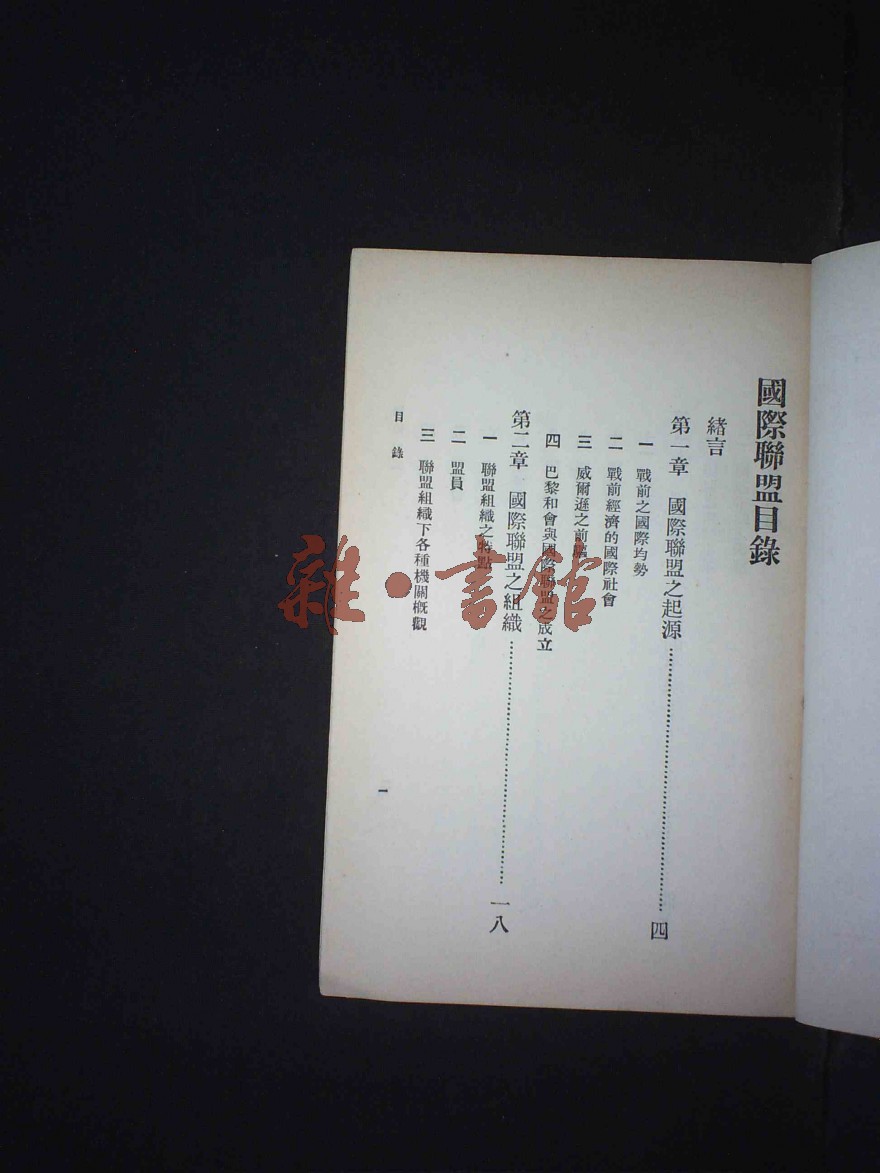 國際聯盟目錄
緒言
第一章 國際聯盟之起源……………………四
一 戰前之國際均勢
二 戰前經濟的國際社會
三 威爾遜之前
四 巴黎和會與國際聯盟之成立
第二章 國際聯盟之組織……………………一八
一 聯盟組織之特點
二 盟員
三 聯盟組織下各種機關概觀
目錄
一
雜·書館